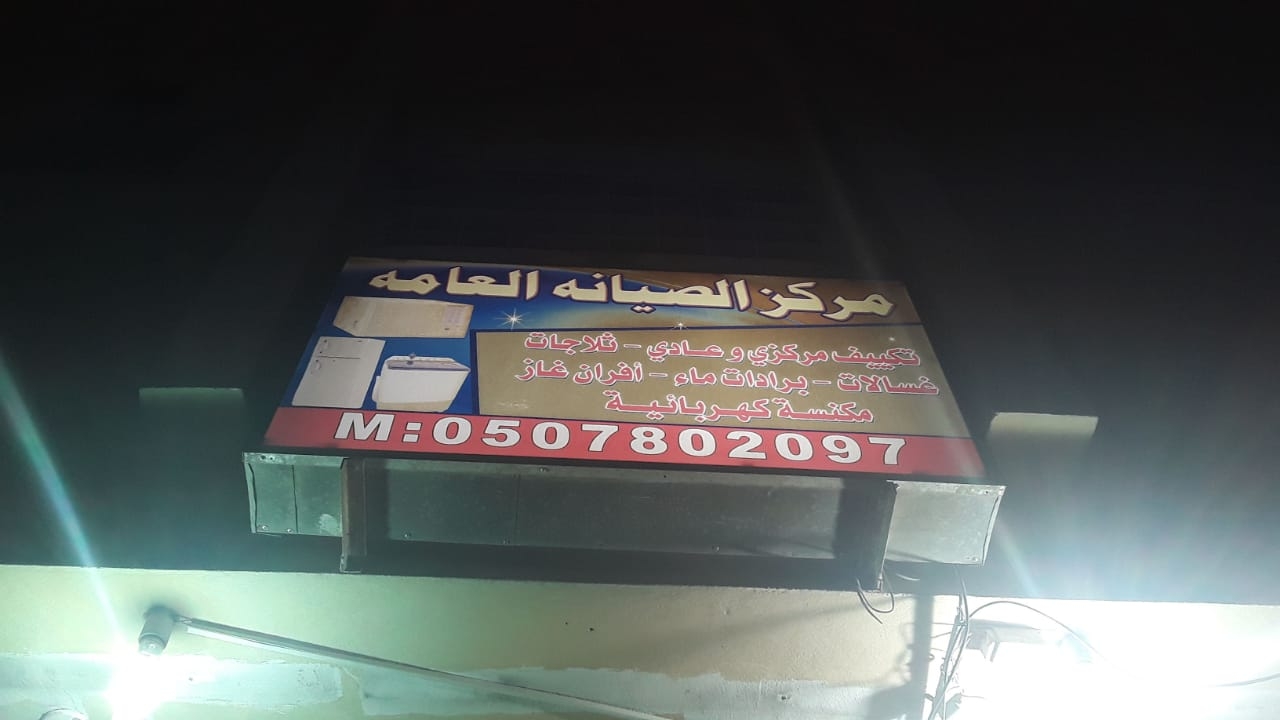 مركز الصيانه العامه
تكييف مركزي و عادي - ثلاجات
غسالات - برادات ماء - أفران غاز
مكنسة كهربائية
M:0507802097